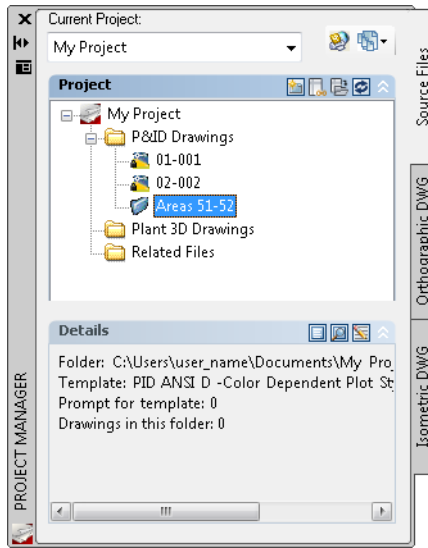 Current Project:
My Project
Project
My Project
P&ID Drawings
01-001
02-002
Areas 51-52
Plant 3D Drawings
Related Files
Details
Folder: C:\Users\user_name\Documents\My Proj
Template: PID ANSI D -Color Dependent Plot St
Prompt for template: 0
Drawings in this folder: 0
PROJECT MANAGER
Source Files
Orthographic DWG
Isometric DWG